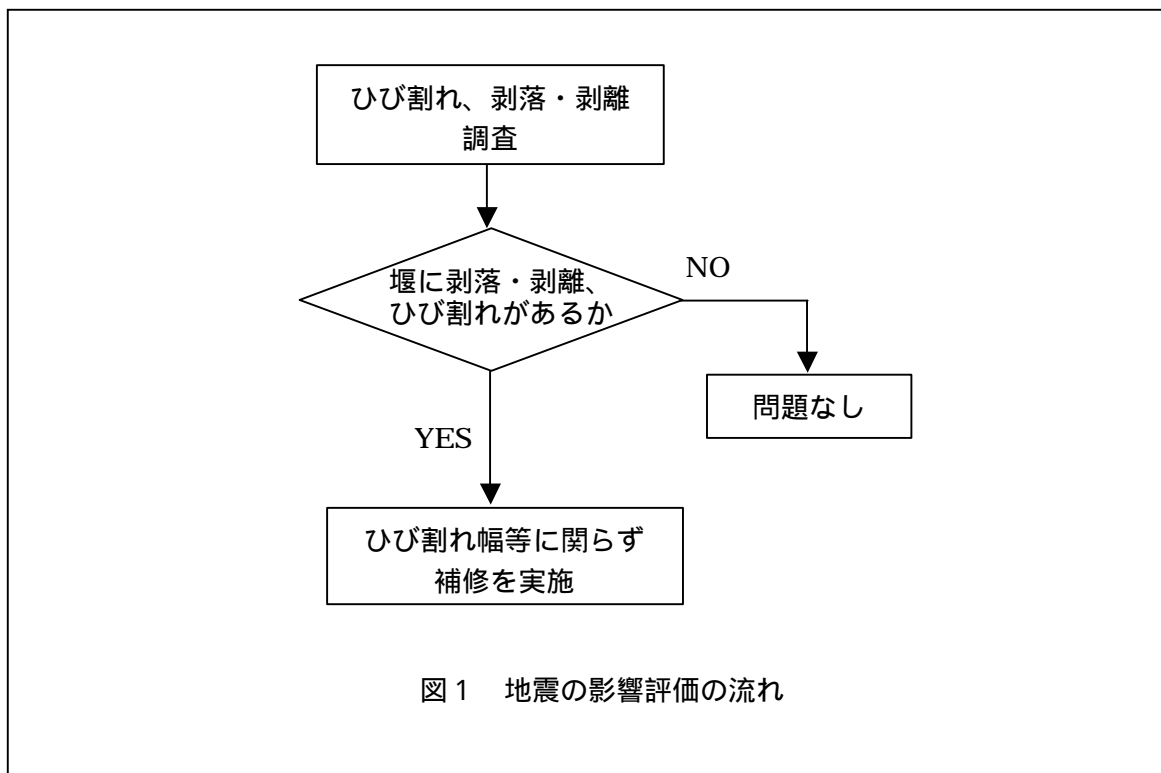 ひび割れ、剥落・剥離
調査
堰に剥落・剥離、
ひび割れがあるか
NO
問題なし
YES
ひび割れ幅等に関らず
補修を実施
図1 地震の影響評価の流れ